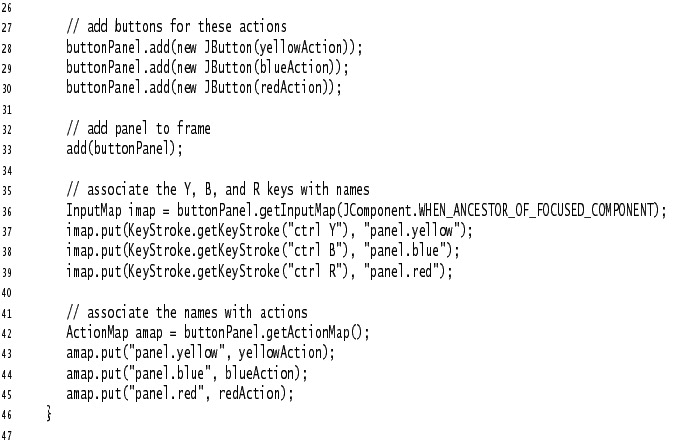 26
27 // add buttons for these actions
28 buttonPanel.add(new JButton(yellowAction));
29 buttonPanel.add(new JButton(blueAction));
30 buttonPanel.add(new JButton(redAction));
31
32 // add panel to frame
33 add(buttonPanel);
34
35 // associate the Y, B, and R keys with names
36 InputMap imap = buttonPanel.getInputMap(JComponent.WHEN_ANCESTOR_OF_FOCUSED_COMPONENT);
37 imap.put(KeyStroke.getKeyStroke("ctrl Y"), "panel.yellow");
38 imap.put(KeyStroke.getKeyStroke("ctrl B"), "panel.blue");
39 imap.put(KeyStroke.getKeyStroke("ctrl R"), "panel.red");
40
41 // associate the names with actions
42 ActionMap amap = buttonPanel.getActionMap();
43 amap.put("panel.yellow", yellowAction);
44 amap.put("panel.blue", blueAction);
45 amap.put("panel.red", redAction);
46 }
47